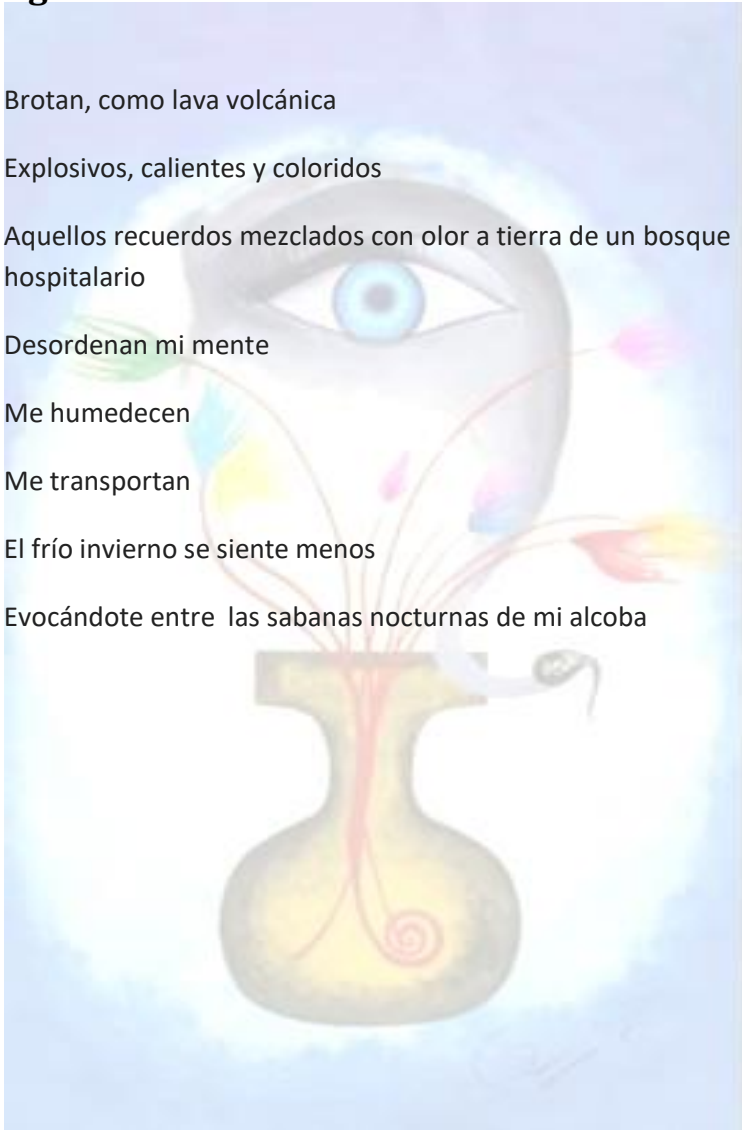 Brotan, como lava volcánica
Explosivos, calientes y coloridos
Aquellos recuerdos mezclados con olor a tierra de un bosque
hospitalario
Desordenan mi mente
Me humedecen
Me transportan
El frío invierno se siente menos
Evocándote entre  las sabanas nocturnas de mi alcoba